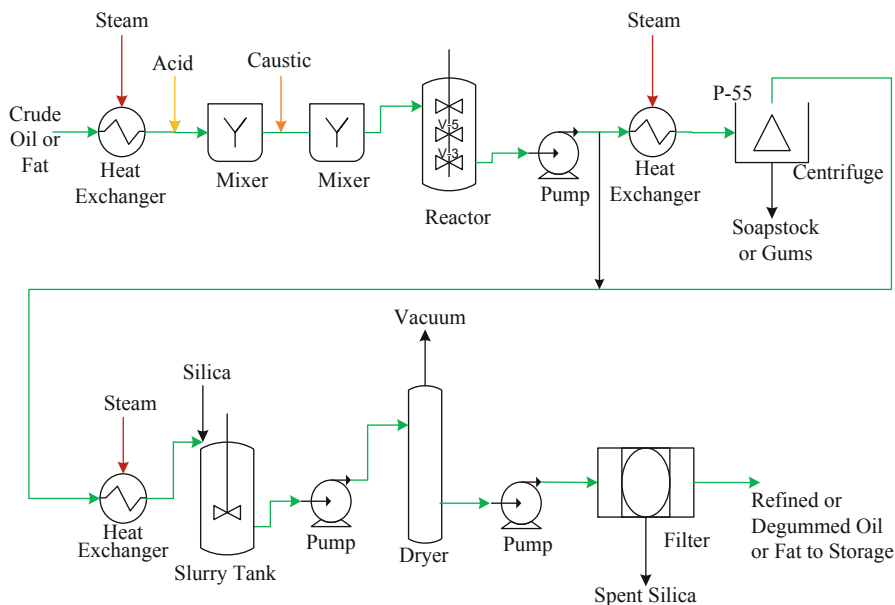 Steam
Acid
Caustic
Crude
Oil or
Fat
Heat
Exchanger
Mixer
Mixer
V-5
V-3
Reactor
Pump
Steam
Heat
Exchanger
P-55
Centrifuge
Soapstock
or Gums
Vacuum
Silica
Steam
Heat
Exchanger
Slurry Tank
Pump
Dryer
Pump
Filter
Spent Silica
Refined or
Degummed Oil
or Fat to Storage